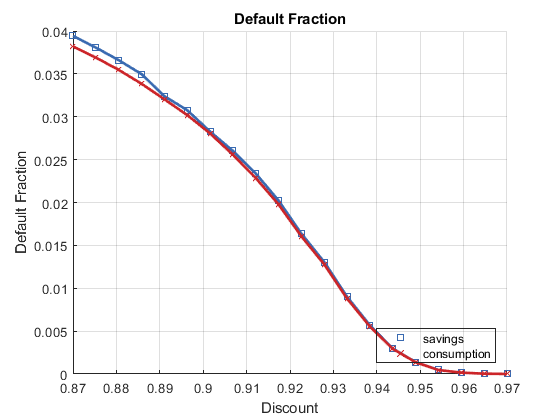 Default Fraction
0.04
0.035
0.03
0.025
0.02
0.015
0.01
0.005
0
Default Fraction
savings
consumption
0.87 0.88 0.89 0.9 0.91 0.92 0.93 0.94 0.95 0.96 0.97
Discount